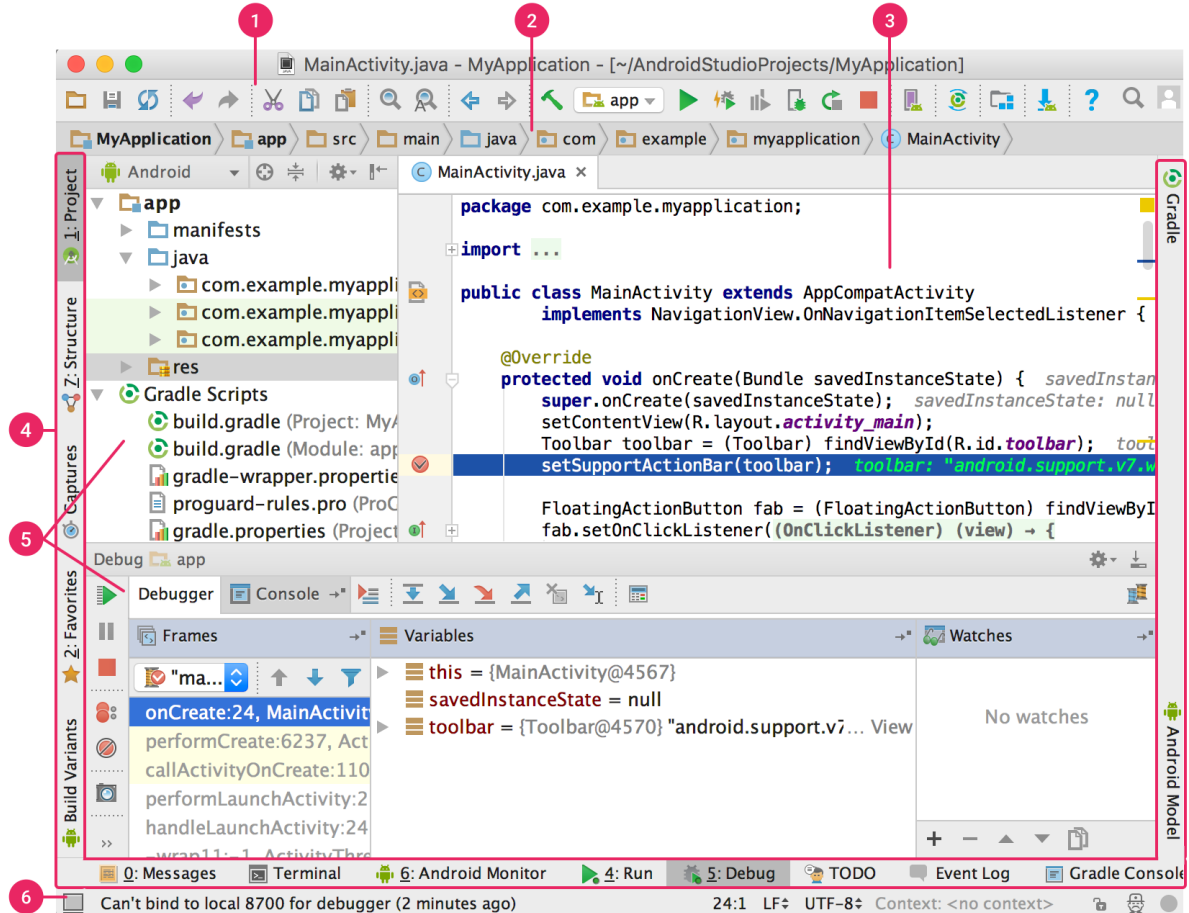 1
2
3
MainActivity.java - MyApplication - [~/AndroidStudioProjects/MyApplication]
app
MyApplication app src main java com example myapplication MainActivity
Android
MainActivity.java
1: Project
Z: Structure
Captures
2: Favorites
Build Variants
app
manifests
java
com.example.myappli
com.example.myappli
com.example.myappli
res
Gradle Scripts
build.gradle (Project: MyA
build.gradle (Module: app
gradle-wrapper.propertie
proguard-rules.pro (ProC
gradle.properties (Project
package com.example.myapplication;
import ...
public class MainActivity extends AppCompatActivity
implements NavigationView.OnNavigationItemSelectedListener {
@Override
protected void onCreate(Bundle savedInstanceState) { savedInstan
super.onCreate(savedInstanceState); savedInstanceState: null
setContentView(R.layout.activity_main);
Toolbar toolbar = (Toolbar) findViewById(R.id.toolbar); tool
setSupportActionBar(toolbar); toolbar: "android.support.v7.w
FloatingActionButton fab = (FloatingActionButton) findViewByI
fab.setOnClickListener((OnClickListener) (view) → {
Gradle
Android Model
4
5
Debug app
Debugger Console
Frames
Variables
Watches
"ma...
onCreate:24, MainActivit
performCreate:6237, Act
callActivityOnCreate:110
performLaunchActivity:2
handleLaunchActivity:24
-wrap11:-1, ActivityThre
this = {MainActivity@4567}
savedInstanceState = null
toolbar = {Toolbar@4570} "android.support.v7... View
No watches
0: Messages Terminal 6: Android Monitor 4: Run 5: Debug TODO Event Log Gradle Console
6
Can't bind to local 8700 for debugger (2 minutes ago) 24:1 LF UTF-8 Context: <no context>